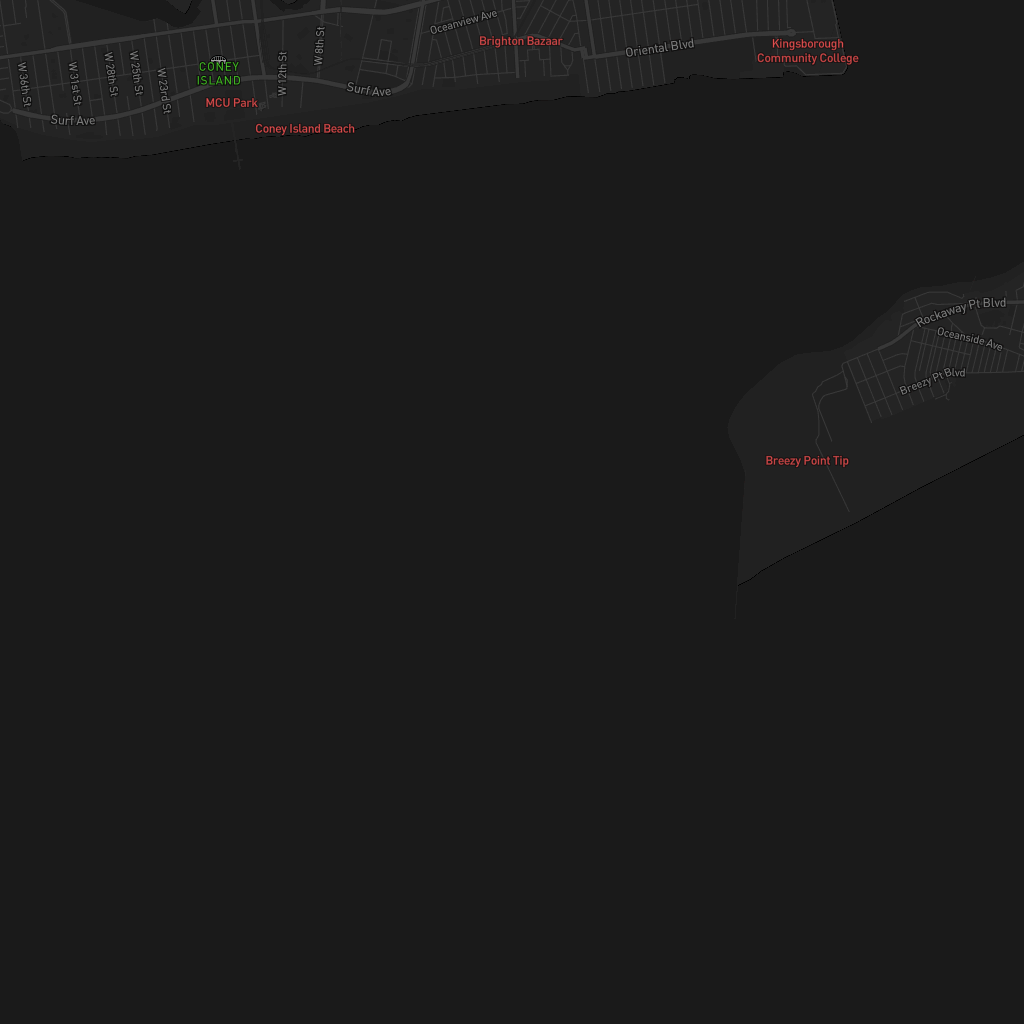 Oceanview Ave
Brighton Bazaar
Oriental Blvd
Kingsborough
Community College
W 8th St
W 12th St
CONEY
ISLAND
W 36th St
W 31st St
W 28th St
W 25th St
W 23rd St
MCU Park
Surf Ave
Surf Ave
Coney Island Beach
Rockaway Pt Blvd
Oceanside Ave
Breezy Pt Blvd
Breezy Point Tip